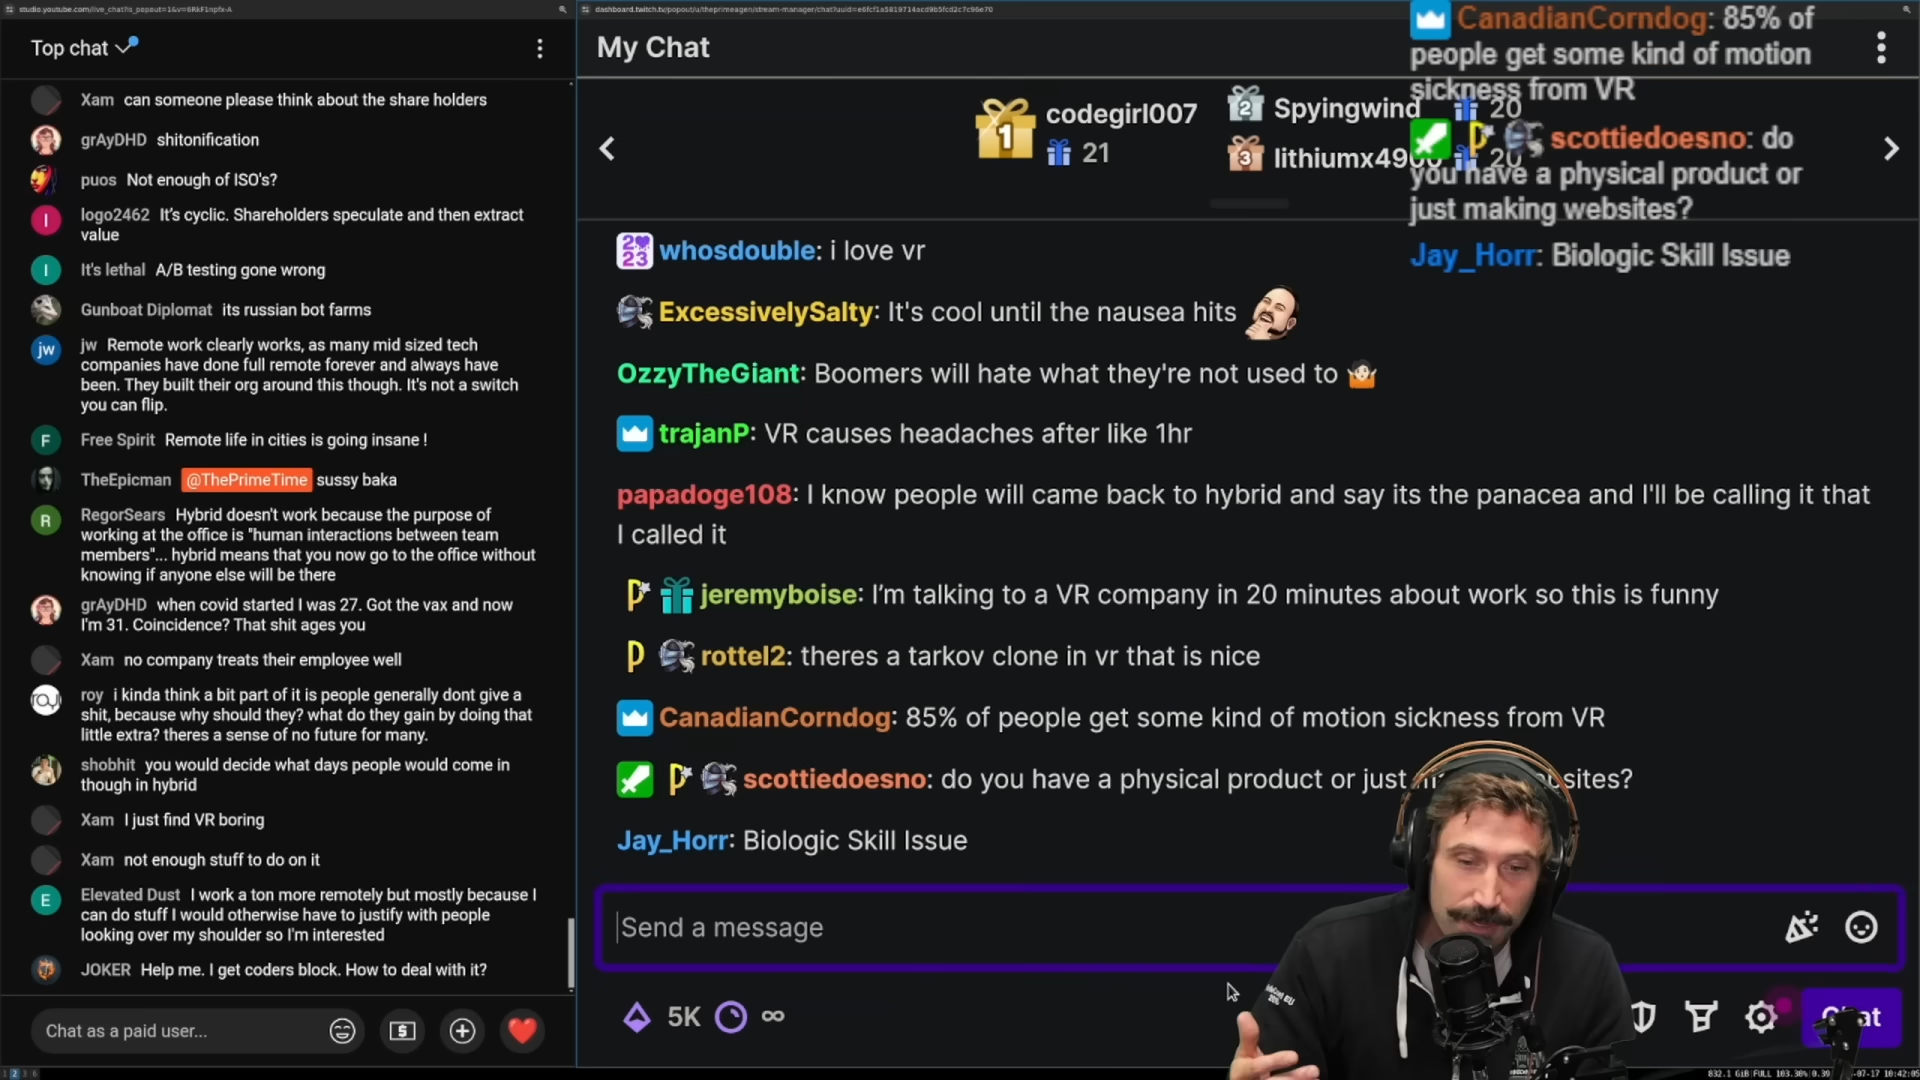 studio.youtube.com/live_chat?is_popout=1&v=6RkF1npfx-A
Top chat
Xam can someone please think about the share holders
grAyDHD shitonification
puos Not enough of ISO's?
logo2462 It's cyclic. Shareholders speculate and then extract
value
It's lethal A/B testing gone wrong
Gunboat Diplomat its russian bot farms
jw Remote work clearly works, as many mid sized tech
companies have done full remote forever and always have
been. They built their org around this though. It's not a switch
you can flip.
Free Spirit Remote life in cities is going insane !
TheEpicman @ThePrimeTime sussy baka
RegorSears Hybrid doesn't work because the purpose of
working at the office is "human interactions between team
members"... hybrid means that you now go to the office without
knowing if anyone else will be there
grAyDHD when covid started I was 27. Got the vax and now
I'm 31. Coincidence? That shit ages you
Xam no company treats their employee well
roy i kinda think a bit part of it is people generally dont give a
shit, because why should they? what do they gain by doing that
little extra? theres a sense of no future for many.
shobhit you would decide what days people would come in
though in hybrid
Xam I just find VR boring
Xam not enough stuff to do on it
Elevated Dust I work a ton more remotely but mostly because I
can do stuff I would otherwise have to justify with people
looking over my shoulder so I'm interested
JOKER Help me. I get coders block. How to deal with it?
Chat as a paid user...
My Chat
1 codegirl007
21
2 Spyingwind 20
3 lithiumx4900 20
whosdouble: i love vr
ExcessivelySalty: It's cool until the nausea hits
OzzyTheGiant: Boomers will hate what they're not used to
trajanP: VR causes headaches after like 1hr
papadoge108: I know people will came back to hybrid and say its the panacea and I'll be calling it that
I called it
jeremyboise: I'm talking to a VR company in 20 minutes about work so this is funny
rottel2: theres a tarkov clone in vr that is nice
CanadianCorndog: 85% of people get some kind of motion sickness from VR
scottiedoesno: do you have a physical product or just
Jay_Horr: Biologic Skill Issue
Send a message
5K ∞
Chat
CanadianCorndog: 85% of
people get some kind of motion
sickness from VR
scottiedoesno: do
you have a physical product or
just making websites?
Jay_Horr: Biologic Skill Issue